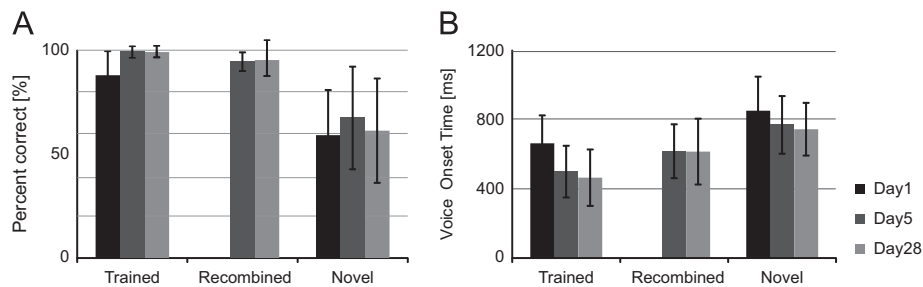 A
Percent correct [%]
100
50
0
Trained Recombined Novel
B
Voice Onset Time [ms]
1200
800
400
0
Trained Recombined Novel
Day1
Day5
Day28